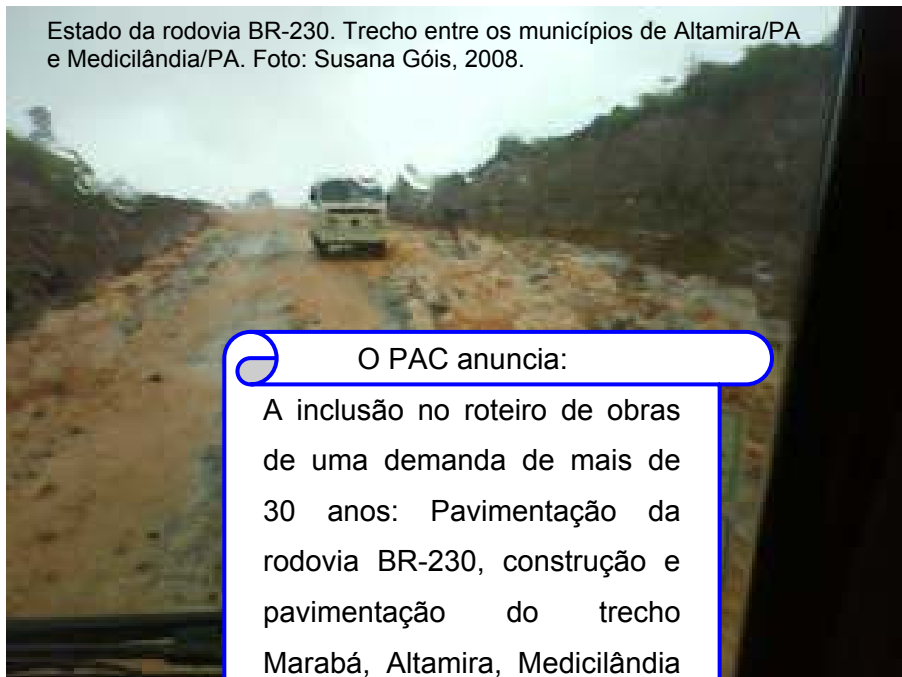 Estado da rodovia BR-230. Trecho entre os municípios de Altamira/PA
e Medicilândia/PA. Foto: Susana Góis, 2008.
O PAC anuncia:
A inclusão no roteiro de obras
de uma demanda de mais de
30 anos: Pavimentação da
rodovia BR-230, construção e
pavimentação do trecho
Marabá, Altamira, Medicilândia